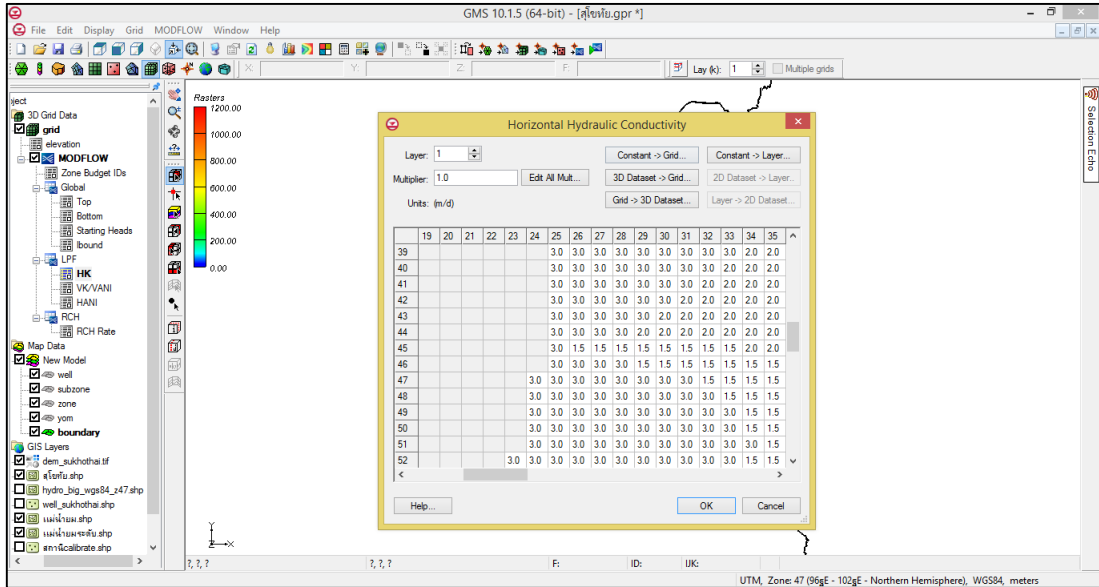 GMS 10.1.5 (64-bit) - [สุโขทัย.gpr *]
File Edit Display Grid MODFLOW Window Help
X: Y: Z: F: Lay (k): 1 Multiple grids
ject
3D Grid Data
grid
elevation
MODFLOW
Zone Budget IDs
Global
Top
Bottom
Starting Heads
Ibound
LPF
HK
VK/VANI
HANI
RCH
RCH Rate
Map Data
New Model
well
subzone
zone
yom
boundary
GIS Layers
dem_sukhothai.tif
สุโขทัย.shp
hydro_big_wgs84_z47.shp
well_sukhothai.shp
แม่น้ำยม.shp
แม่น้ำยมระดับ.shp
สถานีcalibrate.shp
Rasters
1200.00
1000.00
800.00
600.00
400.00
200.00
0.00
Y
Z X
Selection Echo
Horizontal Hydraulic Conductivity
Layer: 1 Constant -> Grid... Constant -> Layer...
Multiplier: 1.0 Edit All Mult... 3D Dataset -> Grid... 2D Dataset -> Layer...
Units: (m/d) Grid -> 3D Dataset... Layer -> 2D Dataset...
19 20 21 22 23 24 25 26 27 28 29 30 31 32 33 34 35
39 3.0 3.0 3.0 3.0 3.0 3.0 3.0 3.0 3.0 2.0 2.0
40 3.0 3.0 3.0 3.0 3.0 3.0 3.0 3.0 2.0 2.0 2.0
41 3.0 3.0 3.0 3.0 3.0 3.0 3.0 2.0 2.0 2.0 2.0
42 3.0 3.0 3.0 3.0 3.0 3.0 2.0 2.0 2.0 2.0 2.0
43 3.0 3.0 3.0 3.0 3.0 2.0 2.0 2.0 2.0 2.0 2.0
44 3.0 3.0 3.0 3.0 2.0 2.0 2.0 2.0 2.0 2.0 2.0
45 3.0 1.5 1.5 1.5 1.5 1.5 1.5 1.5 1.5 2.0 2.0
46 3.0 3.0 3.0 3.0 1.5 1.5 1.5 1.5 1.5 1.5 1.5
47 3.0 3.0 3.0 3.0 3.0 3.0 3.0 3.0 1.5 1.5 1.5 1.5
48 3.0 3.0 3.0 3.0 3.0 3.0 3.0 3.0 3.0 1.5 1.5 1.5
49 3.0 3.0 3.0 3.0 3.0 3.0 3.0 3.0 3.0 3.0 1.5 1.5
50 3.0 3.0 3.0 3.0 3.0 3.0 3.0 3.0 3.0 3.0 1.5 1.5
51 3.0 3.0 3.0 3.0 3.0 3.0 3.0 3.0 3.0 3.0 3.0 1.5
52 3.0 3.0 3.0 3.0 3.0 3.0 3.0 3.0 3.0 3.0 3.0 1.5 1.5
Help... OK Cancel
?, ?, ? ?, ?, ? F: ID: IJK:
UTM, Zone: 47 (96ฐE - 102ฐE - Northern Hemisphere), WGS84, meters